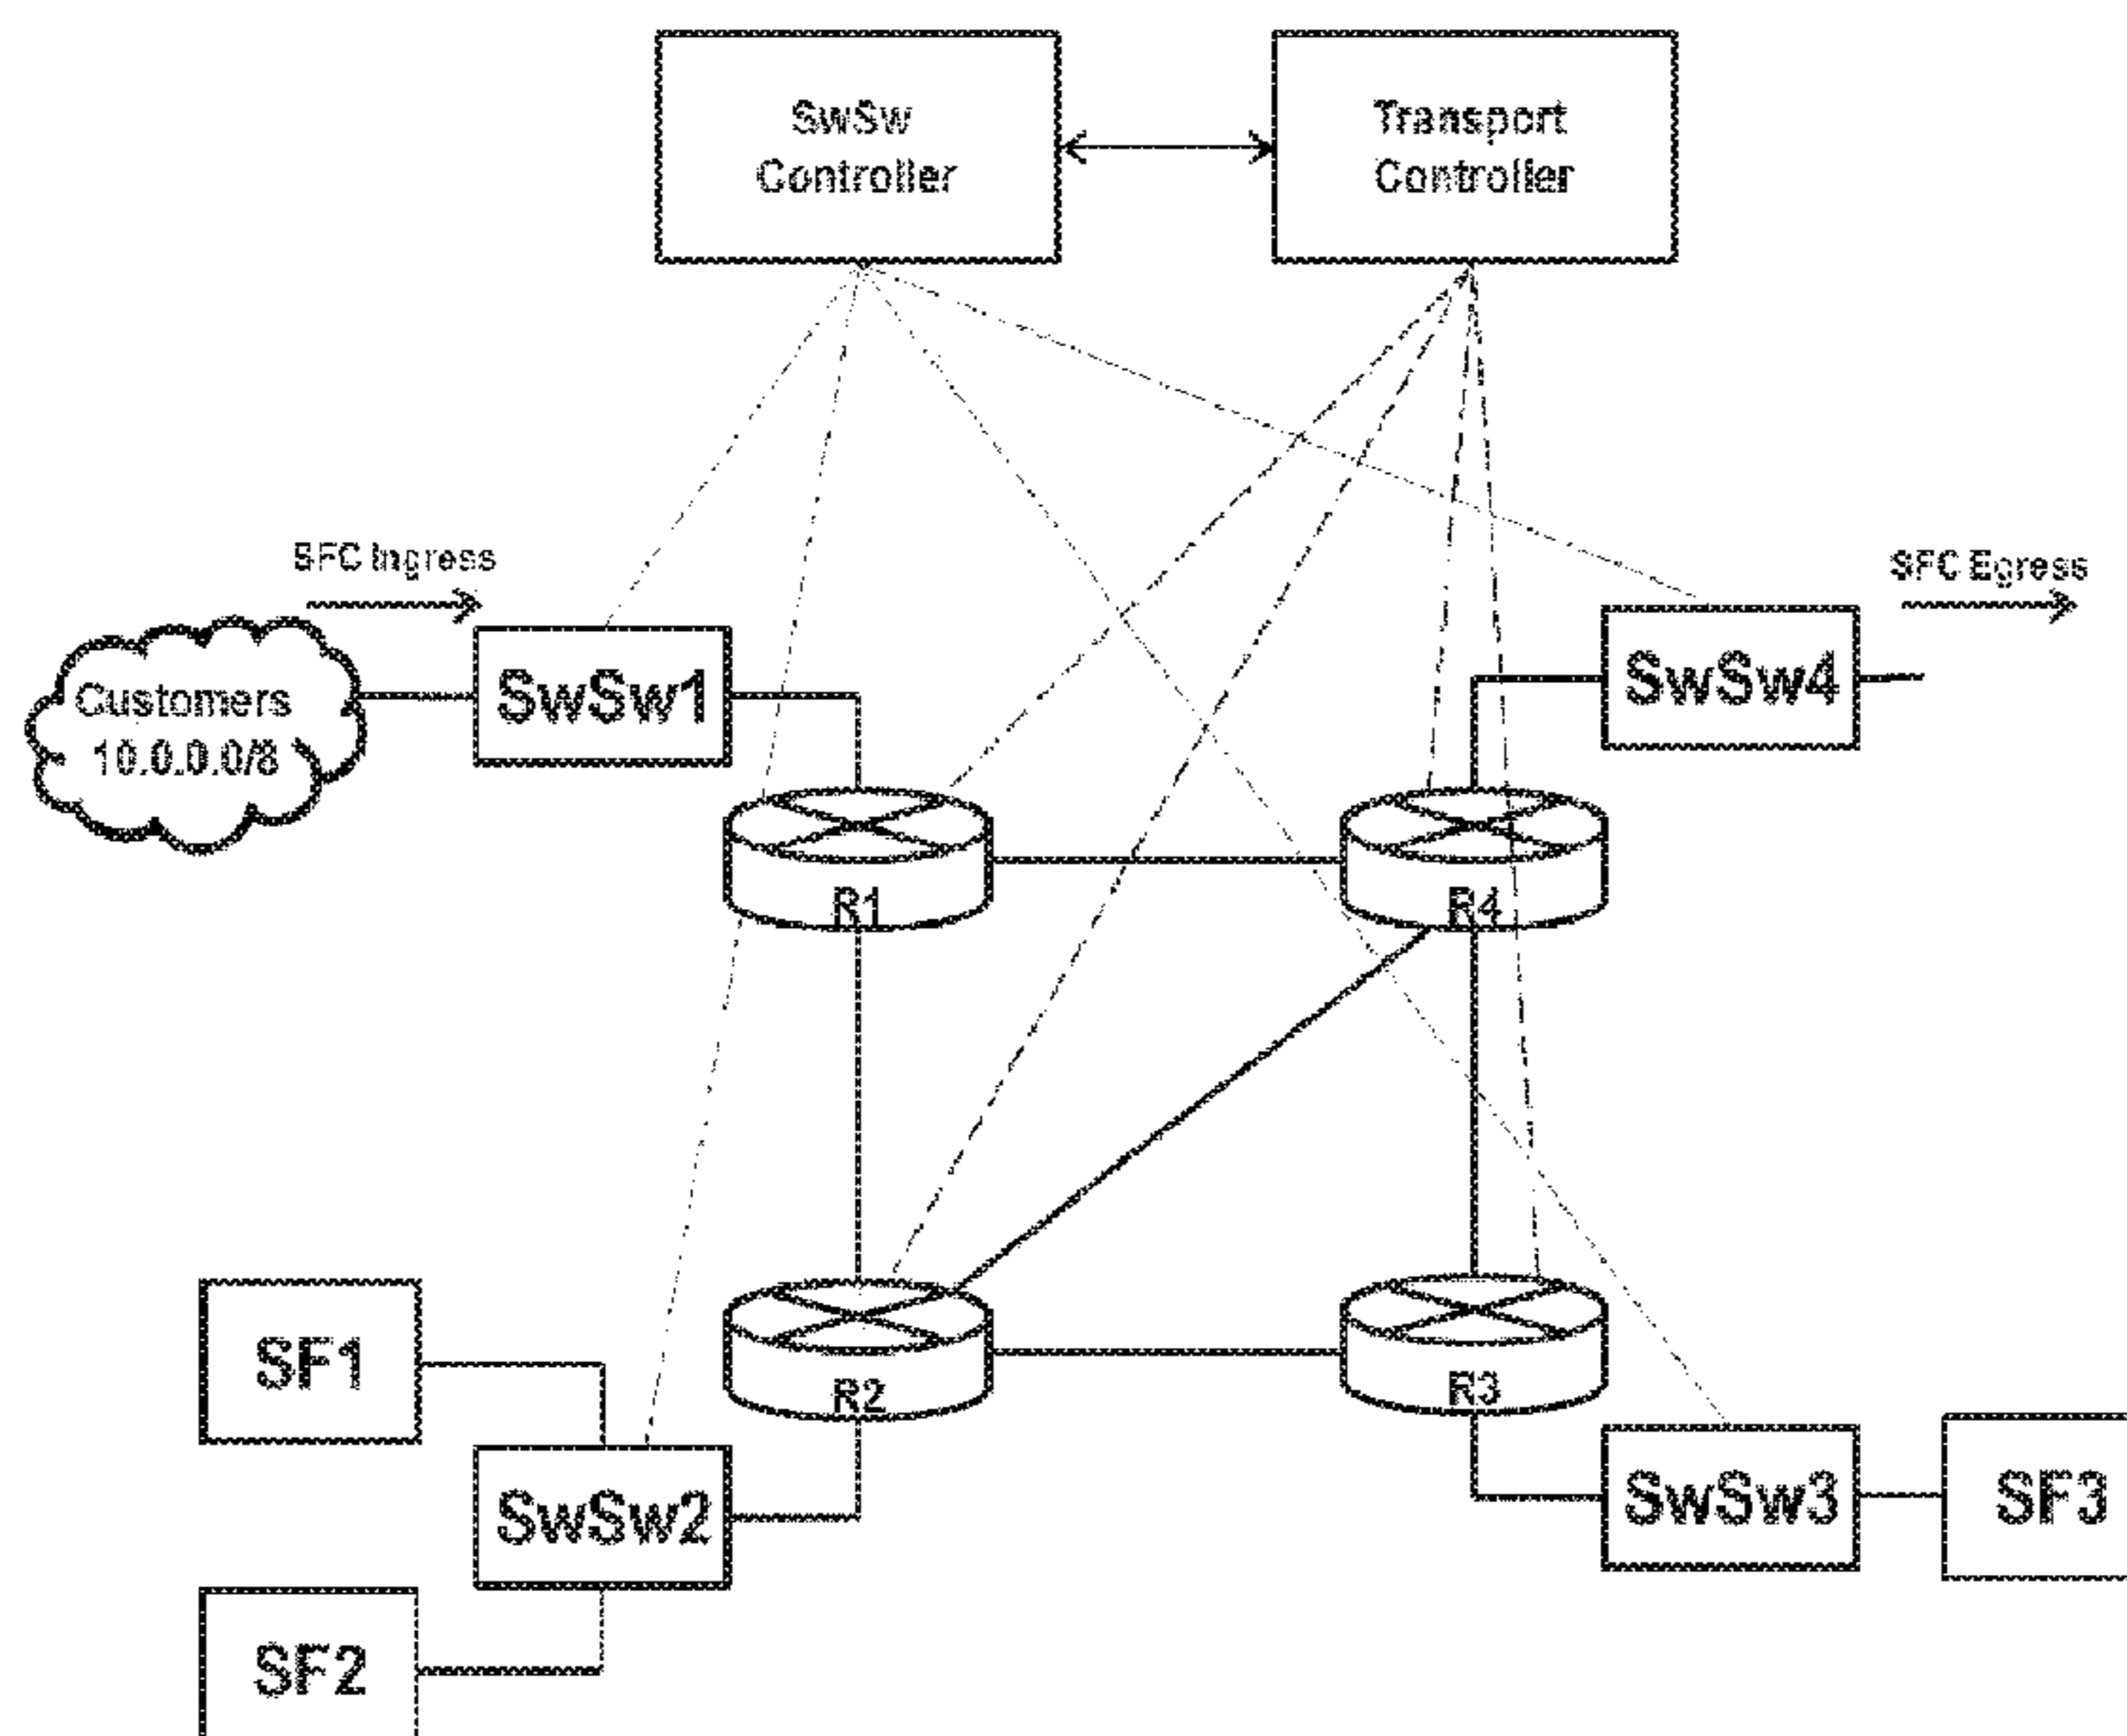 SwSw
Controller
Transport
Controller
SFC Ingress
SFC Egress
Customers
10.0.0.0/8
SwSw1
SwSw4
R1
R4
SF1
R2
R3
SwSw2
SwSw3
SF3
SF2